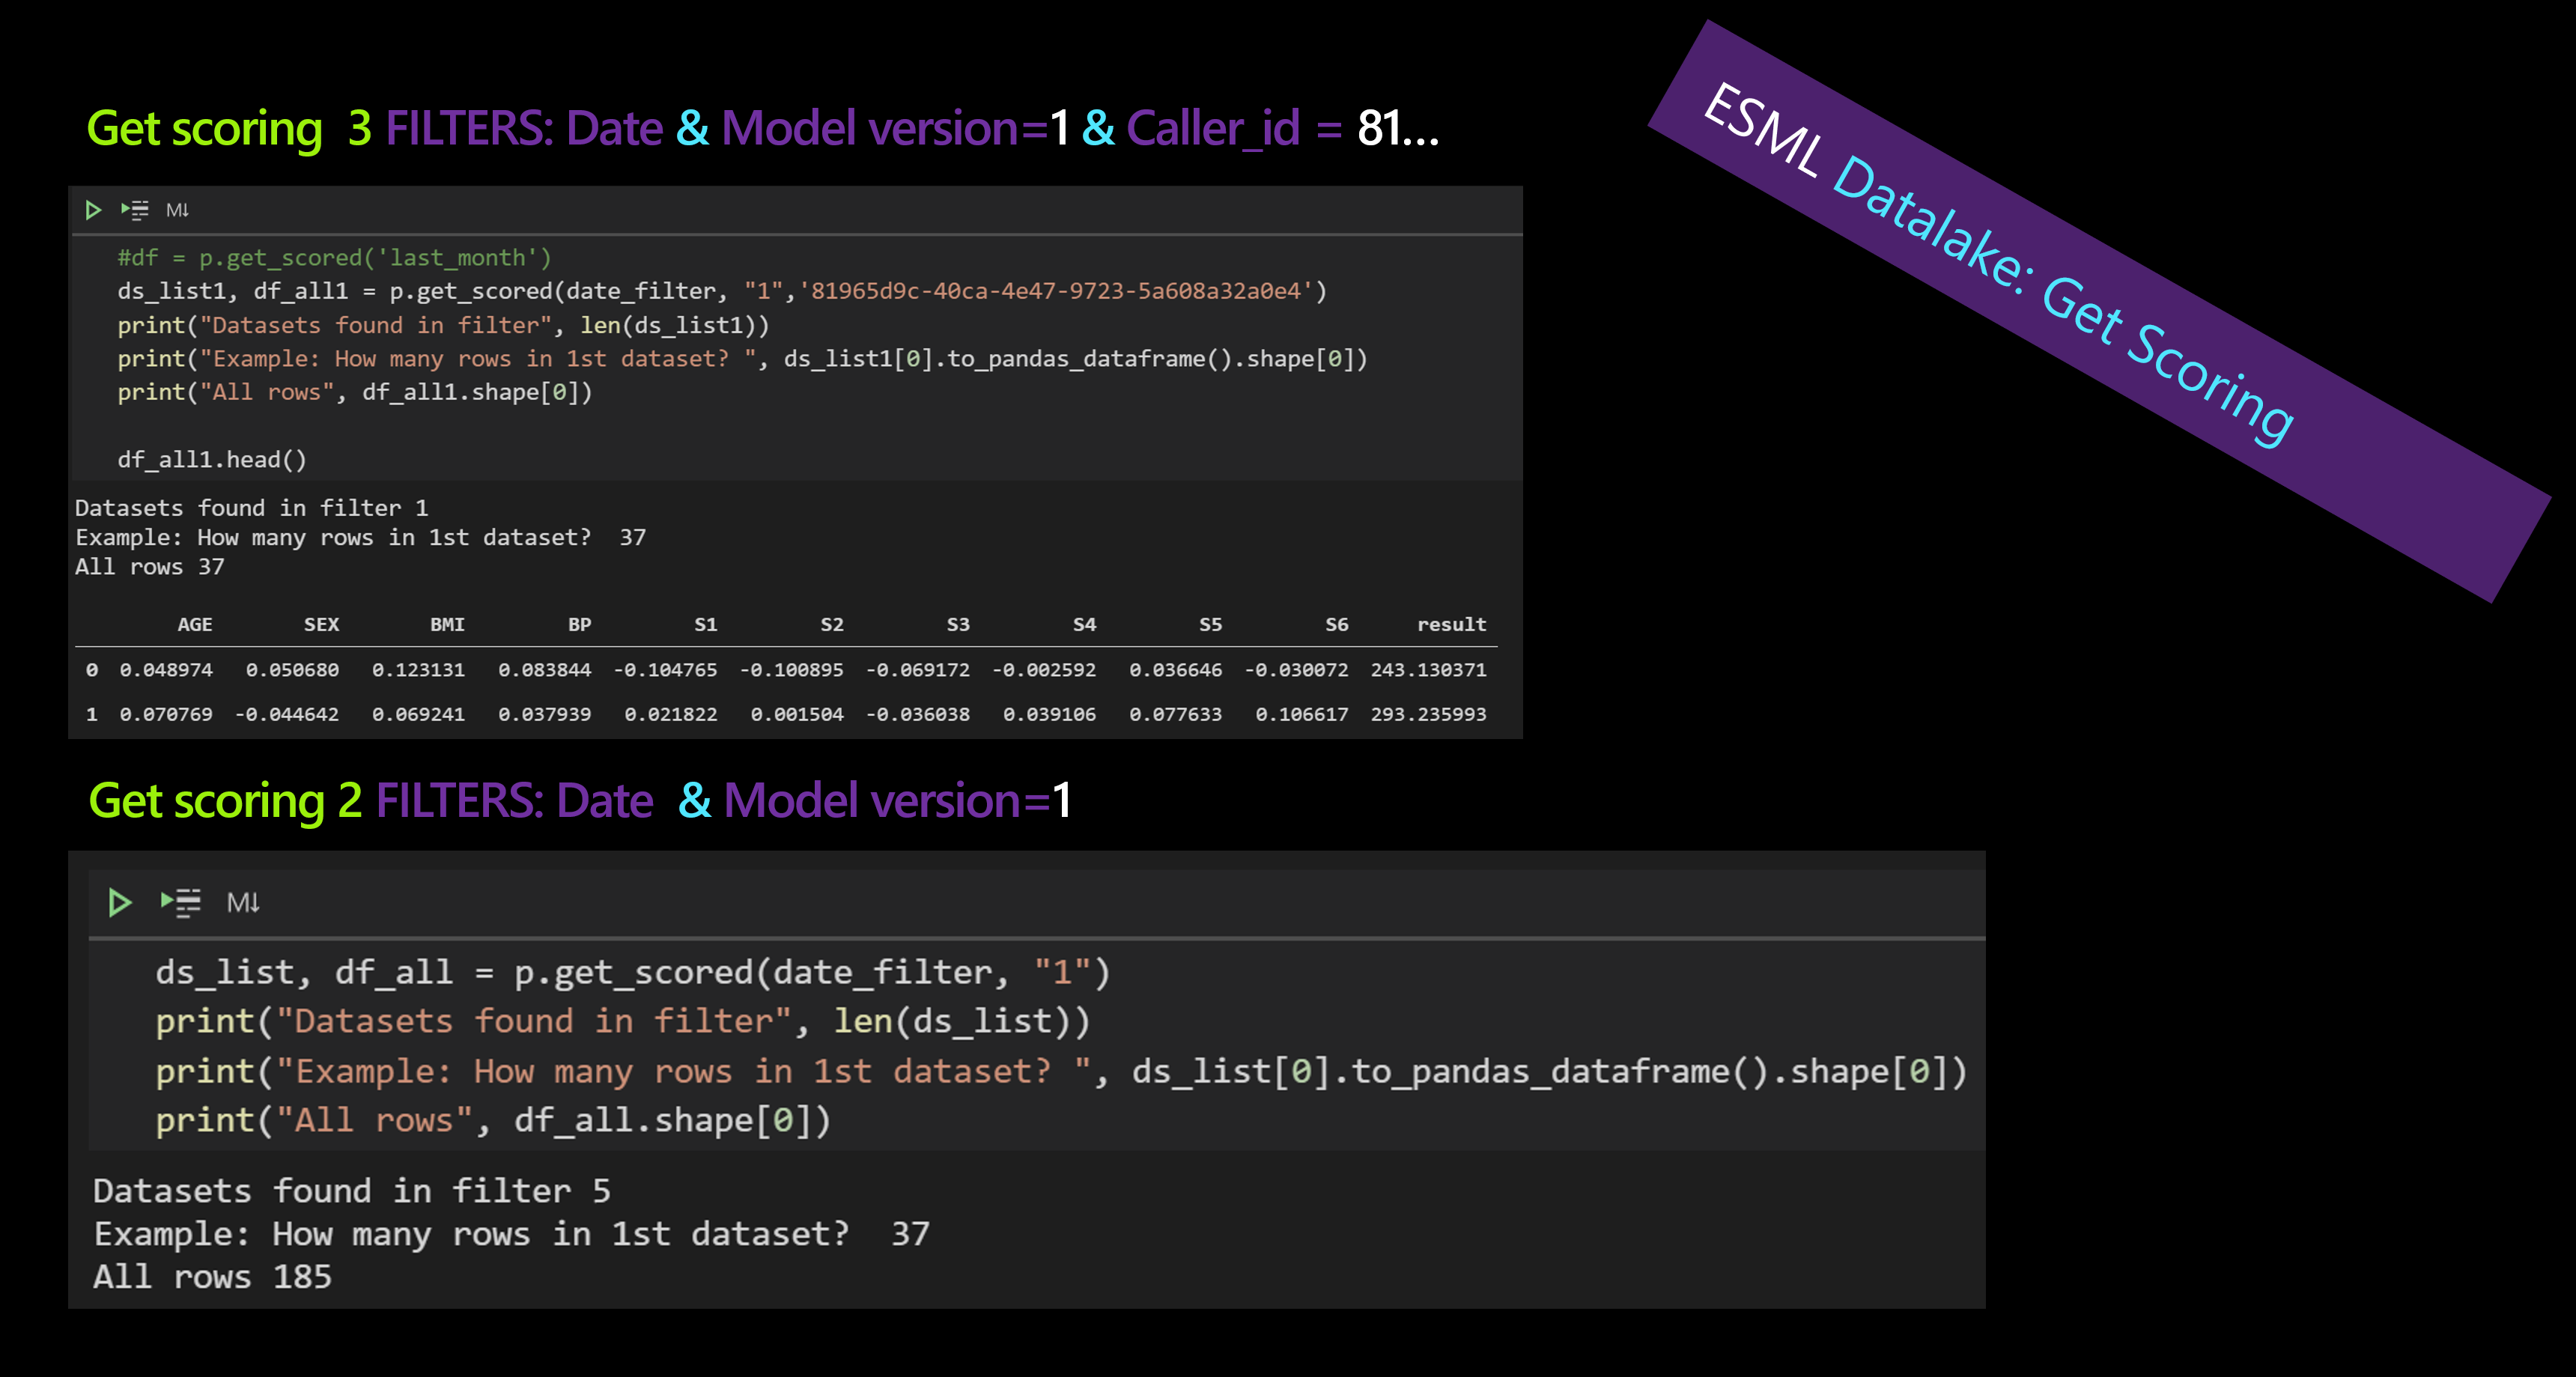 Get scoring  3 FILTERS: Date & Model version=1 & Caller_id = 81...
ESML Datalake: Get Scoring
M↓
#df = p.get_scored('last_month')
ds_list1, df_all1 = p.get_scored(date_filter, "1",'81965d9c-40ca-4e47-9723-5a608a32a0e4')
print("Datasets found in filter", len(ds_list1))
print("Example: How many rows in 1st dataset? ", ds_list1[0].to_pandas_dataframe().shape[0])
print("All rows", df_all1.shape[0])
df_all1.head()
Datasets found in filter 1
Example: How many rows in 1st dataset?  37
All rows 37
AGE SEX BMI BP S1 S2 S3 S4 S5 S6 result
0 0.048974 0.050680 0.123131 0.083844 -0.104765 -0.100895 -0.069172 -0.002592 0.036646 -0.030072 243.130371
1 0.070769 -0.044642 0.069241 0.037939 0.021822 0.001504 -0.036038 0.039106 0.077633 0.106617 293.235993
Get scoring 2 FILTERS: Date  & Model version=1
M↓
ds_list, df_all = p.get_scored(date_filter, "1")
print("Datasets found in filter", len(ds_list))
print("Example: How many rows in 1st dataset? ", ds_list[0].to_pandas_dataframe().shape[0])
print("All rows", df_all.shape[0])
Datasets found in filter 5
Example: How many rows in 1st dataset?  37
All rows 185